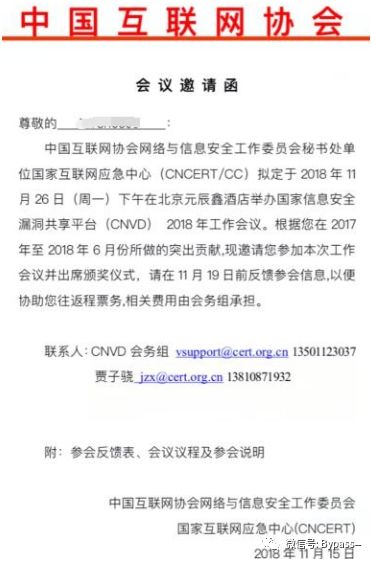 中国互联网协会
会议邀请函
尊敬的 ：
中国互联网协会网络与信息安全工作委员会秘书处单
位国家互联网应急中心（CNCERT/CC）拟定于 2018 年 11
月 26 日（周一）下午在北京元辰鑫酒店举办国家信息安全
漏洞共享平台（CNVD） 2018 年工作会议。根据您在 2017
年至 2018 年 6 月份所做的突出贡献,现邀请您参加本次工作
会议并出席颁奖仪式，请在 11 月 19 日前反馈参会信息,以便
协助您往返程票务,相关费用由会务组承担。
联系人: CNVD 会务组 vsupport@cert.org.cn 13501123037
贾子骁 jzx@cert.org.cn 13810871932
附：参会反馈表、会议议程及参会说明
中国互联网协会网络与信息安全工作委员会
国家互联网应急中心(CNCERT)
2018 年 11 月 15 日
微信号: Bypass--